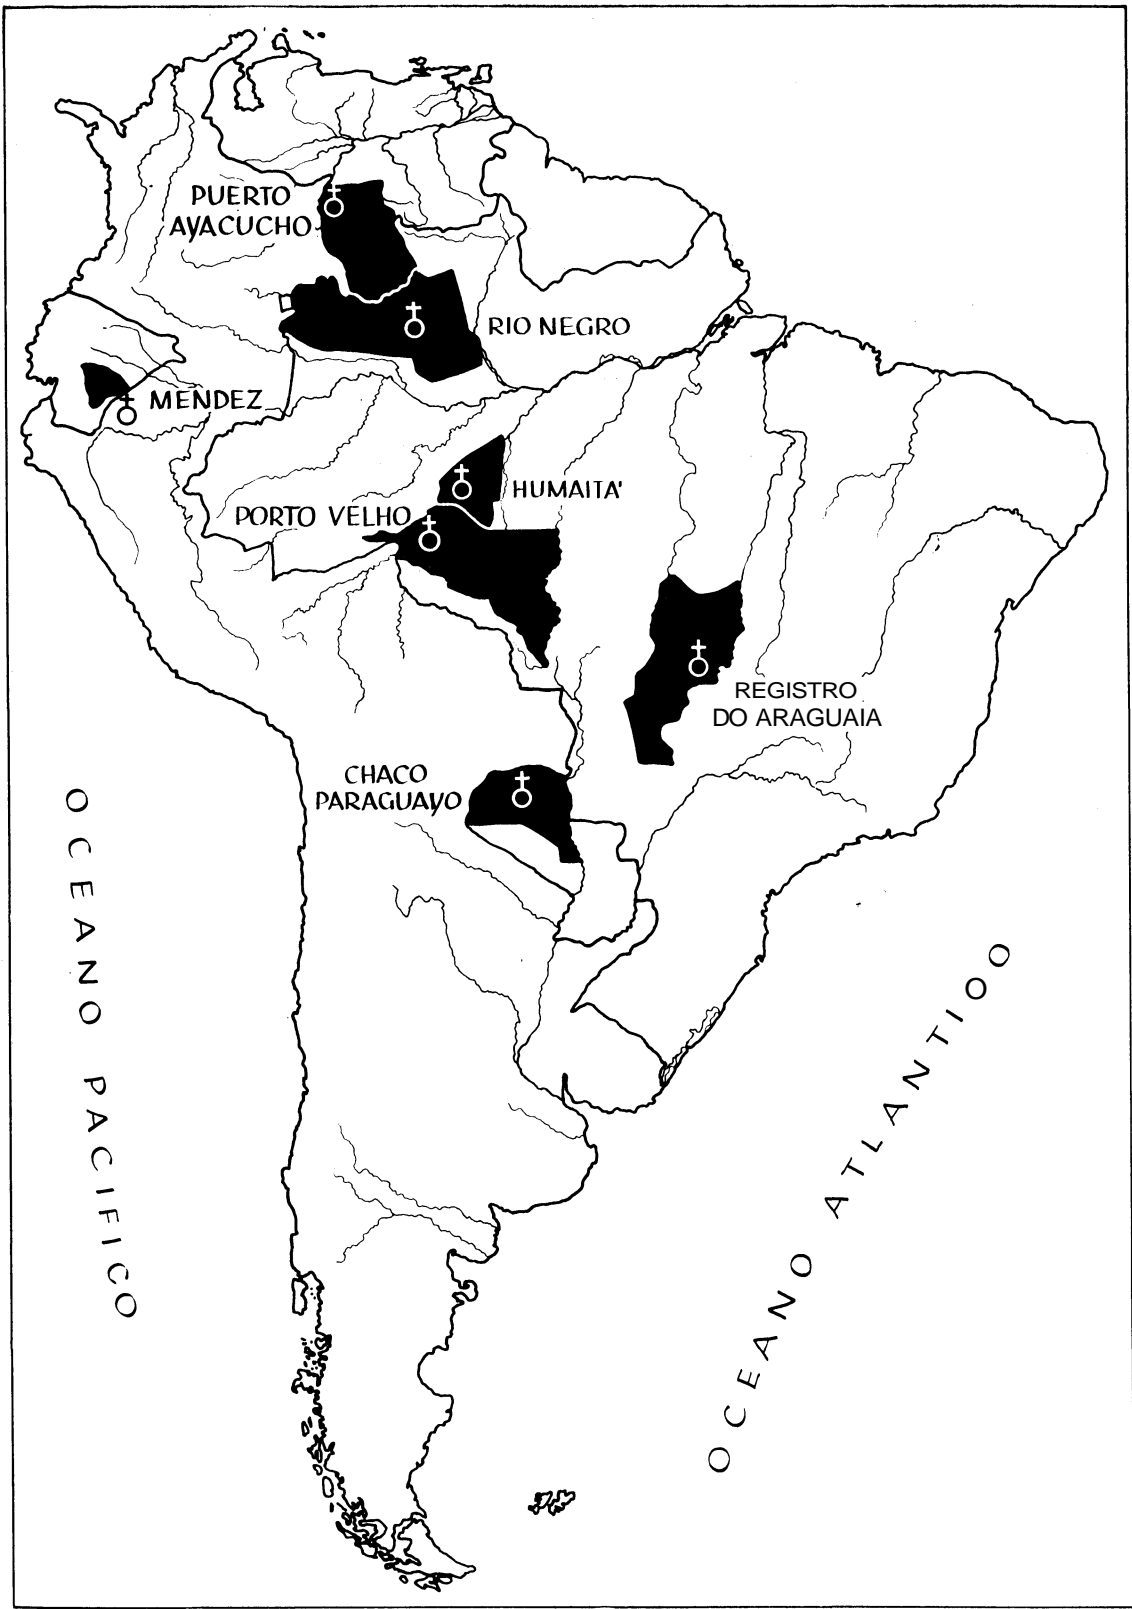 PUERTO
AYACUCHO
RIO NEGRO
MENDEZ
HUMAITA'
PORTO VELHO
REGISTRO
DO ARAGUAIA
CHACO
PARAGUAYO
OCEANO PACIFICO
OCEANO ATLANTIOO